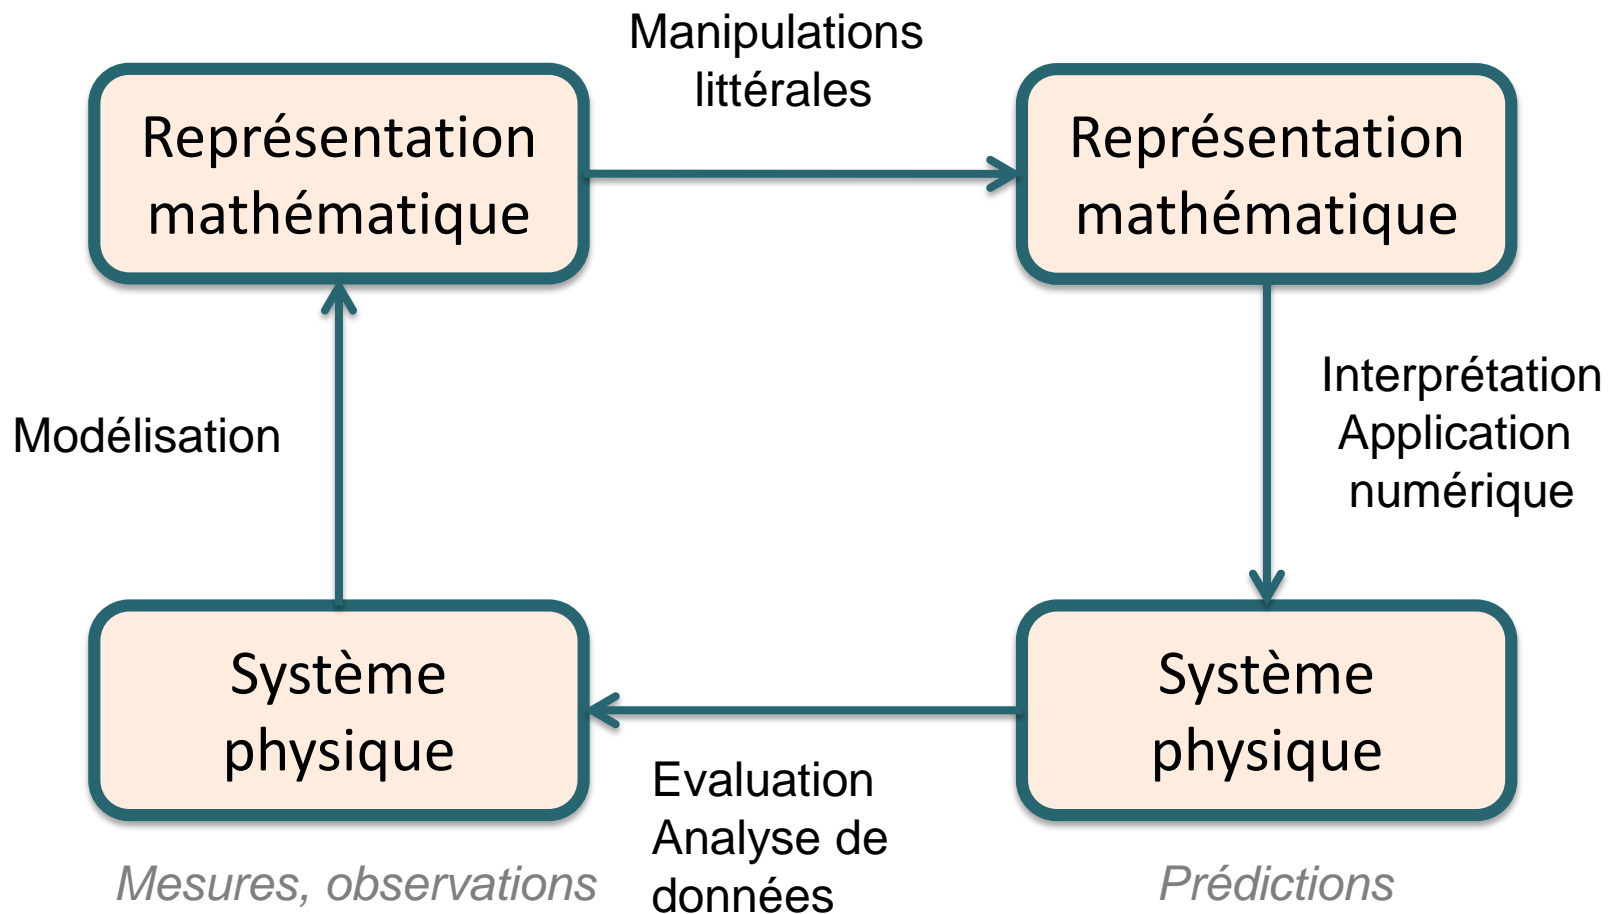 Manipulations
littérales
Représentation
mathématique
Représentation
mathématique
Modélisation
Interprétation
Application
numérique
Système
physique
Système
physique
Evaluation
Analyse de
données
Mesures, observations
Prédictions